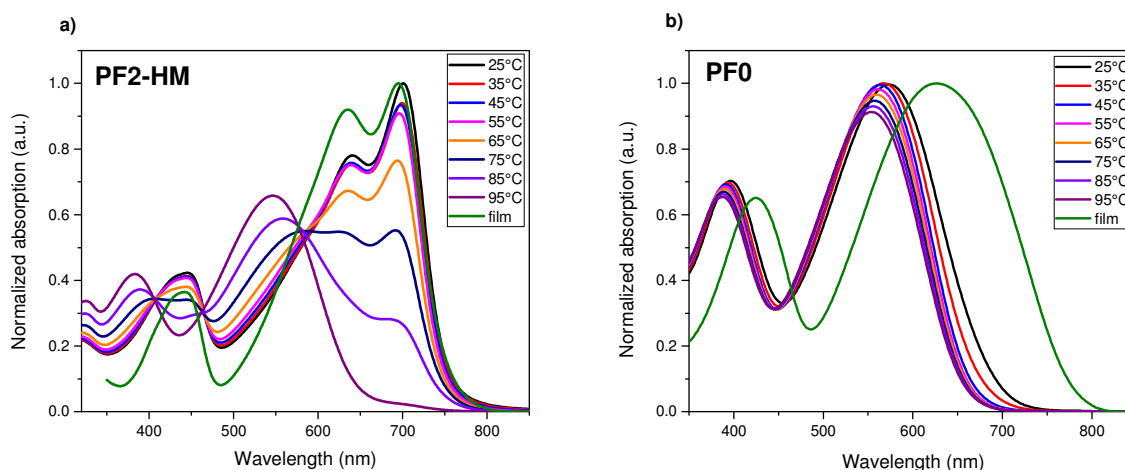 a)
PF2-HM
25°C
35°C
45°C
55°C
65°C
75°C
85°C
95°C
film
1.0
0.8
0.6
0.4
0.2
0.0
400
500
600
700
800
Normalized absorption (a.u.)
Wavelength (nm)
b)
PF0
25°C
35°C
45°C
55°C
65°C
75°C
85°C
95°C
film
1.0
0.8
0.6
0.4
0.2
0.0
400
500
600
700
800
Normalized absorption (a.u.)
Wavelength (nm)